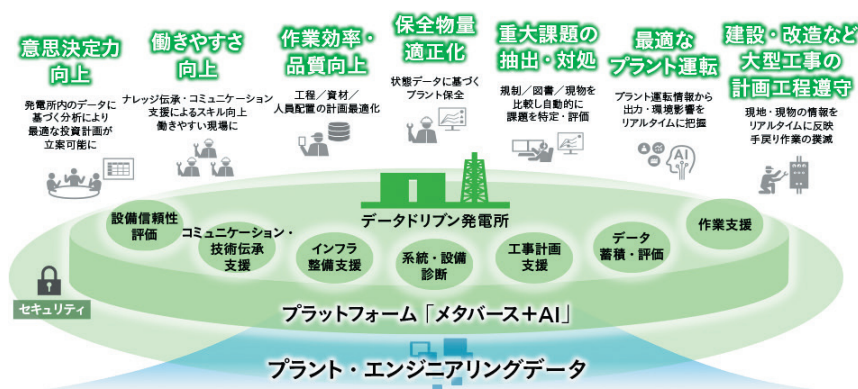 意思決定力
向上
発電所内のデータに
基づく分析により
最適な投資計画が
立案可能に
働きやすさ
向上
ナレッジ伝承・コミュニケーション
支援によるスキル向上
働きやすい現場に
作業効率・
品質向上
工程／資材／
人員配置の計画最適化
保全物量
適正化
状態データに基づく
プラント保全
重大課題の
抽出・対処
規制／図書／現物を
比較し自動的に
課題を特定・評価
最適な
プラント運転
プラント運転情報から
出力・環境影響を
リアルタイムに把握
AI
建設・改造など
大型工事の
計画工程遵守
現地・現物の情報を
リアルタイムに反映
手戻り作業の撲滅
データドリブン発電所
設備信頼性
評価
コミュニケーション・
技術伝承
支援
インフラ
整備支援
系統・設備
診断
工事計画
支援
データ
蓄積・評価
作業支援
セキュリティ
プラットフォーム「メタバース＋AI」
プラント・エンジニアリングデータ